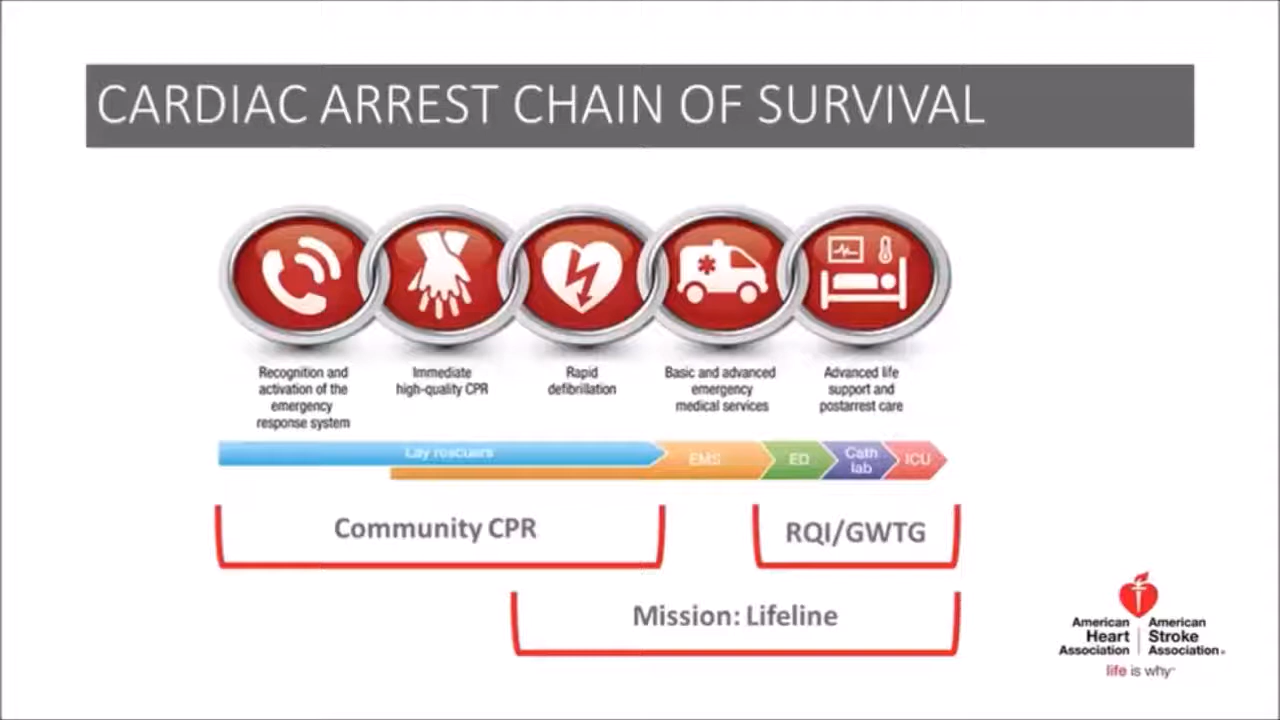 CARDIAC ARREST CHAIN OF SURVIVAL
Recognition and
activation of the
emergency
response system
Immediate
high-quality CPR
Rapid
defibrillation
Basic and advanced
emergency
medical services
Advanced life
support and
postarrest care
Lay rescuers
EMS
ED
Cath
lab
ICU
Community CPR
RQI/GWTG
Mission: Lifeline
American
Heart
Association
American
Stroke
Association®
life is why™